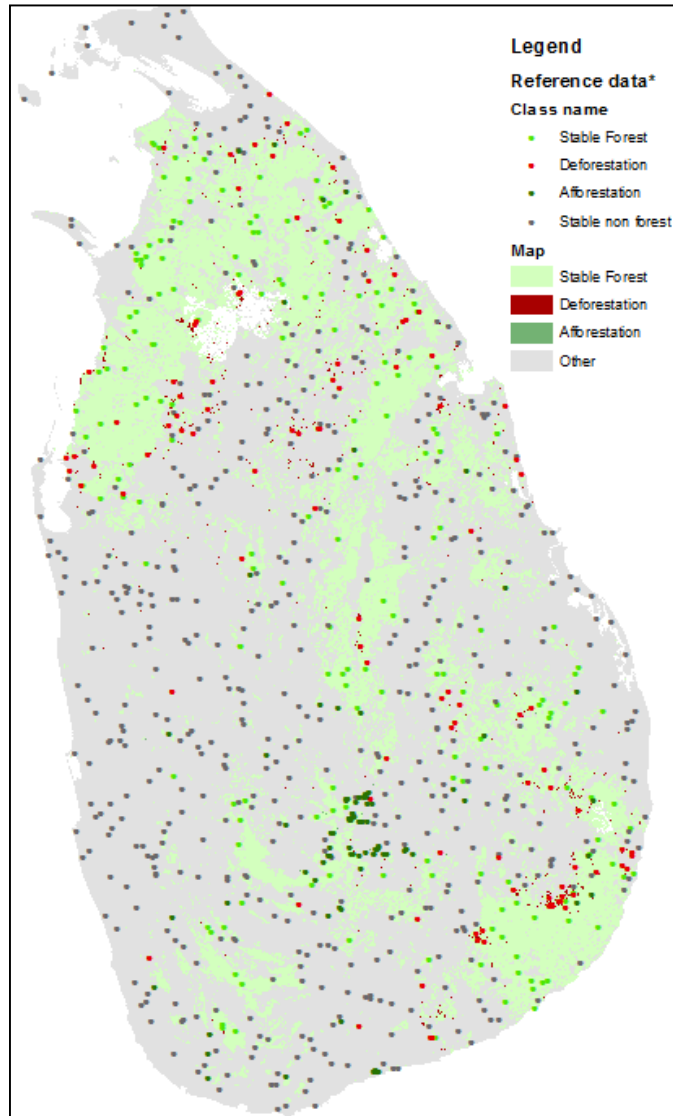 Legend
Reference data*
Class name
Stable Forest
Deforestation
Afforestation
Stable non forest
Map
Stable Forest
Deforestation
Afforestation
Other